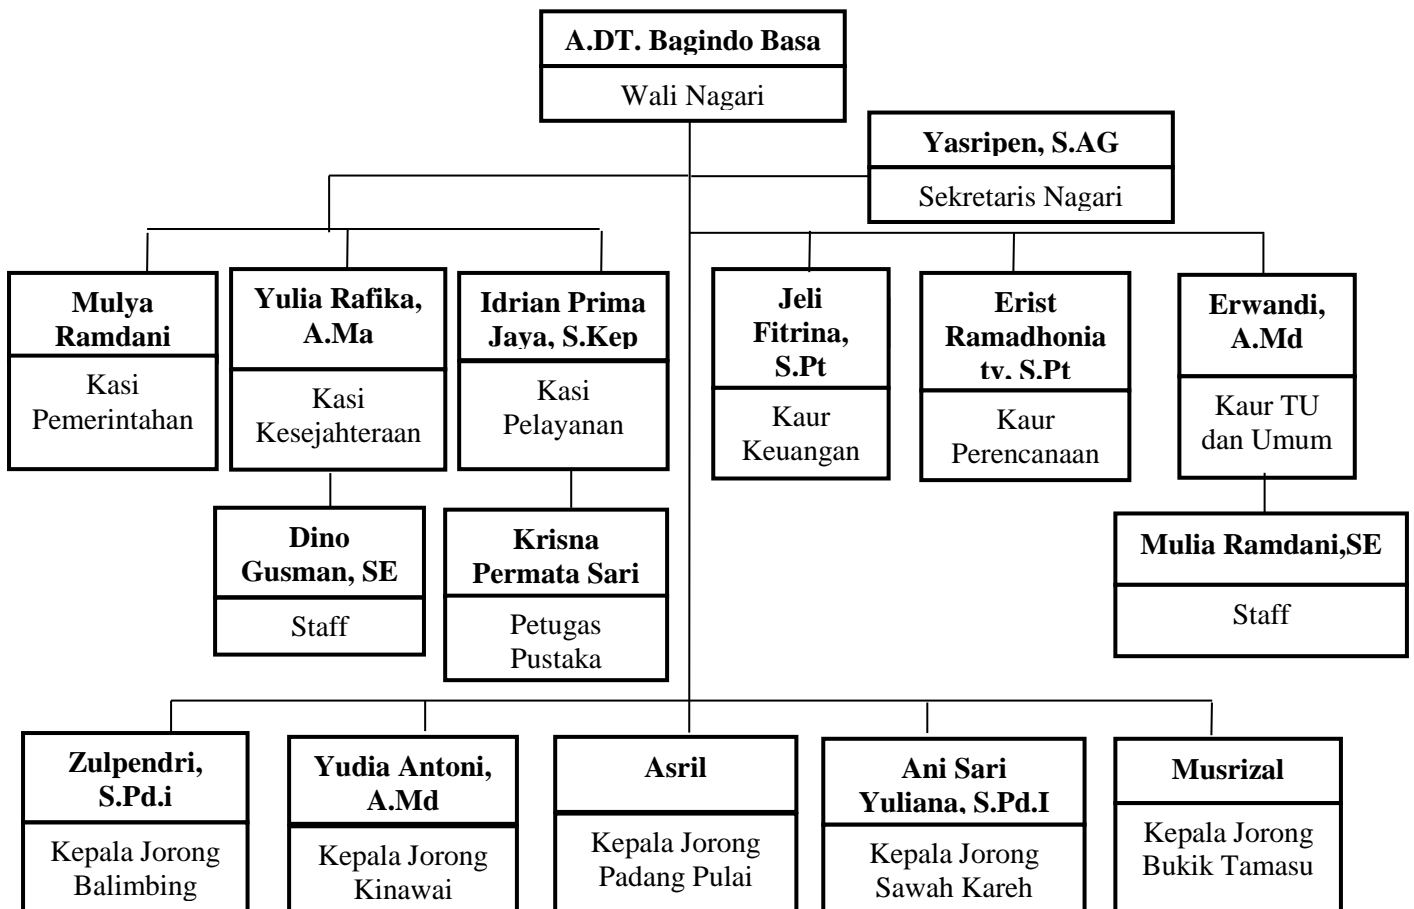 A.DT. Bagindo Basa
Wali Nagari
Yasripen, S.AG
Sekretaris Nagari
Mulya
Ramdani
Kasi
Pemerintahan
Yulia Rafika,
A.Ma
Kasi
Kesejahteraan
Idrian Prima
Jaya, S.Kep
Kasi
Pelayanan
Jeli
Fitrina,
S.Pt
Kaur
Keuangan
Erist
Ramadhonia
ty, S.Pt
Kaur
Perencanaan
Erwandi,
A.Md
Kaur TU
dan Umum
Dino
Gusman, SE
Staff
Krisna
Permata Sari
Petugas
Pustaka
Mulia Ramdani,SE
Staff
Zulpendri,
S.Pd.i
Kepala Jorong
Balimbing
Yudia Antoni,
A.Md
Kepala Jorong
Kinawai
Asril
Kepala Jorong
Padang Pulai
Ani Sari
Yuliana, S.Pd.I
Kepala Jorong
Sawah Kareh
Musrizal
Kepala Jorong
Bukik Tamasu